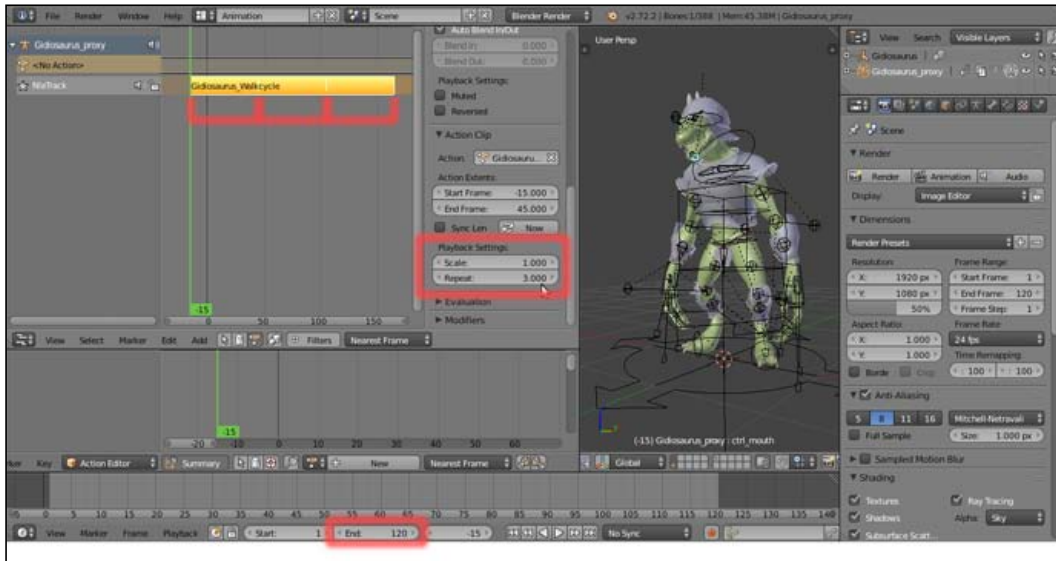 File Render Window Help Animation Scene Blender Render v2.72.2 | Bones:1/388 | Mem:45.38M | Gidiosaurus_proxy
Gidiosaurus_proxy
<No Action>
NlaTrack
Gidiosaurus_Walkcycle
-15
0 50 100 150
View Select Marker Edit Add Filters Nearest Frame
Auto Blend In/Out
Blend In: 0.000
Blend Out: 0.000
Playback Settings:
Muted
Reversed
Action Clip
Action: Gidiosauru...
Action Extents:
Start Frame: -15.000
End Frame: 45.000
Sync Len Now
Playback Settings:
Scale: 1.000
Repeat: 3.000
Evaluation
Modifiers
-15
-20 -10 0 10 20 30 40 50 60
Key Action Editor Summary New Nearest Frame
User Persp
(-15) Gidiosaurus_proxy : ctrl_mouth
Global
0 5 10 15 20 25 30 35 40 45 50 55 60 65 70 75 80 85 90 95 100 105 110 115 120 125 130 135 140
View Marker Frame Playback Start: 1 End: 120 -15 No Sync
View Search Visible Layers
Gidiosaurus
Gidiosaurus_proxy
Scene
Render
Render Animation Audio
Display: Image Editor
Dimensions
Render Presets
Resolution: Frame Range:
X: 1920 px Start Frame: 1
Y: 1080 px End Frame: 120
50% Frame Step: 1
Aspect Ratio: Frame Rate:
X: 1.000 24 fps
Y: 1.000 Time Remapping:
Borde Crop : 100 : 100
Anti-Aliasing
5 8 11 16 Mitchell-Netravali
Full Sample Size: 1.000 px
Sampled Motion Blur
Shading
Textures Ray Tracing
Shadows Alpha: Sky
Subsurface Scatt...